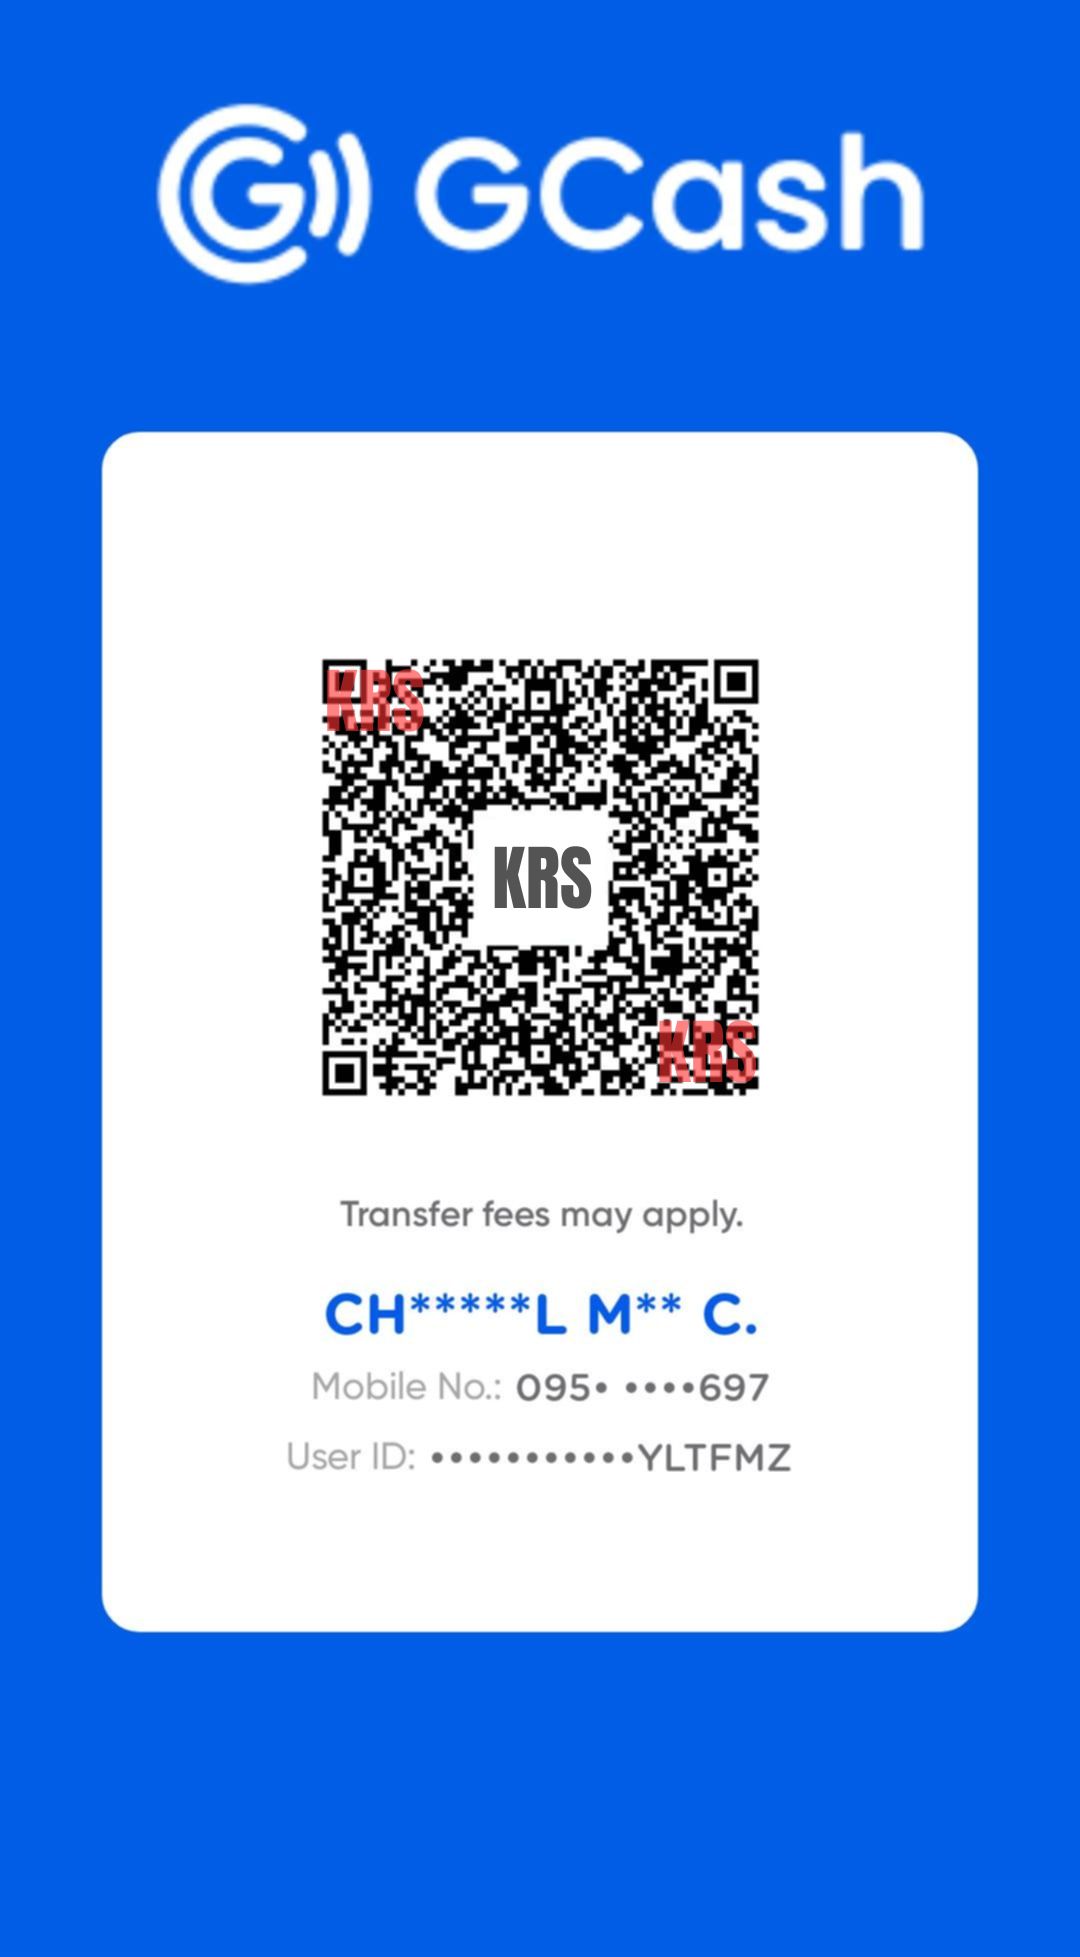 GCash
KRS
KRS
KRS
Transfer fees may apply.
CH*****L M** C.
Mobile No.: 095• ••••697
User ID: •••••••••••YLTFMZ